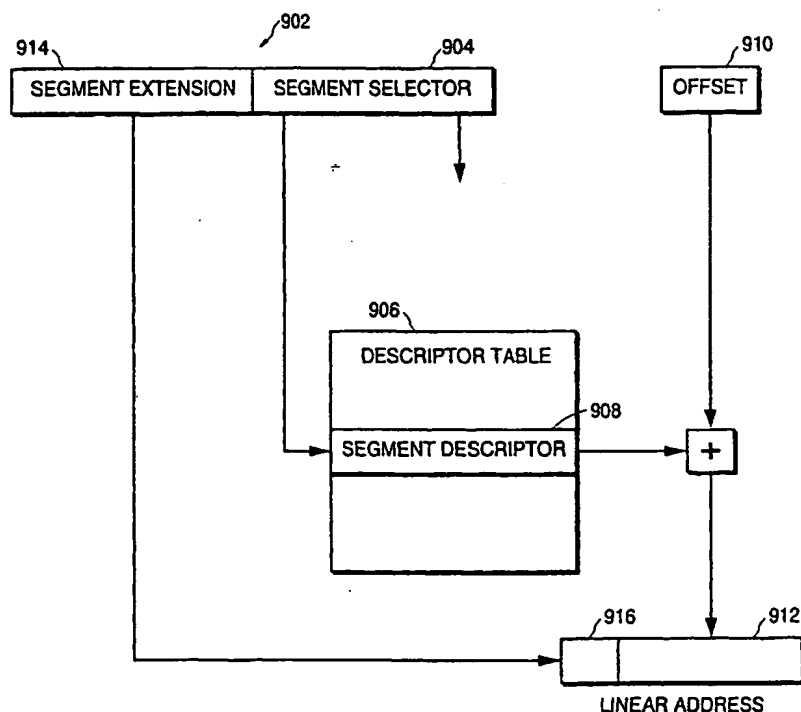 902
914
904
910
SEGMENT EXTENSION
SEGMENT SELECTOR
OFFSET
÷
906
DESCRIPTOR TABLE
908
SEGMENT DESCRIPTOR
+
916
912
LINEAR ADDRESS